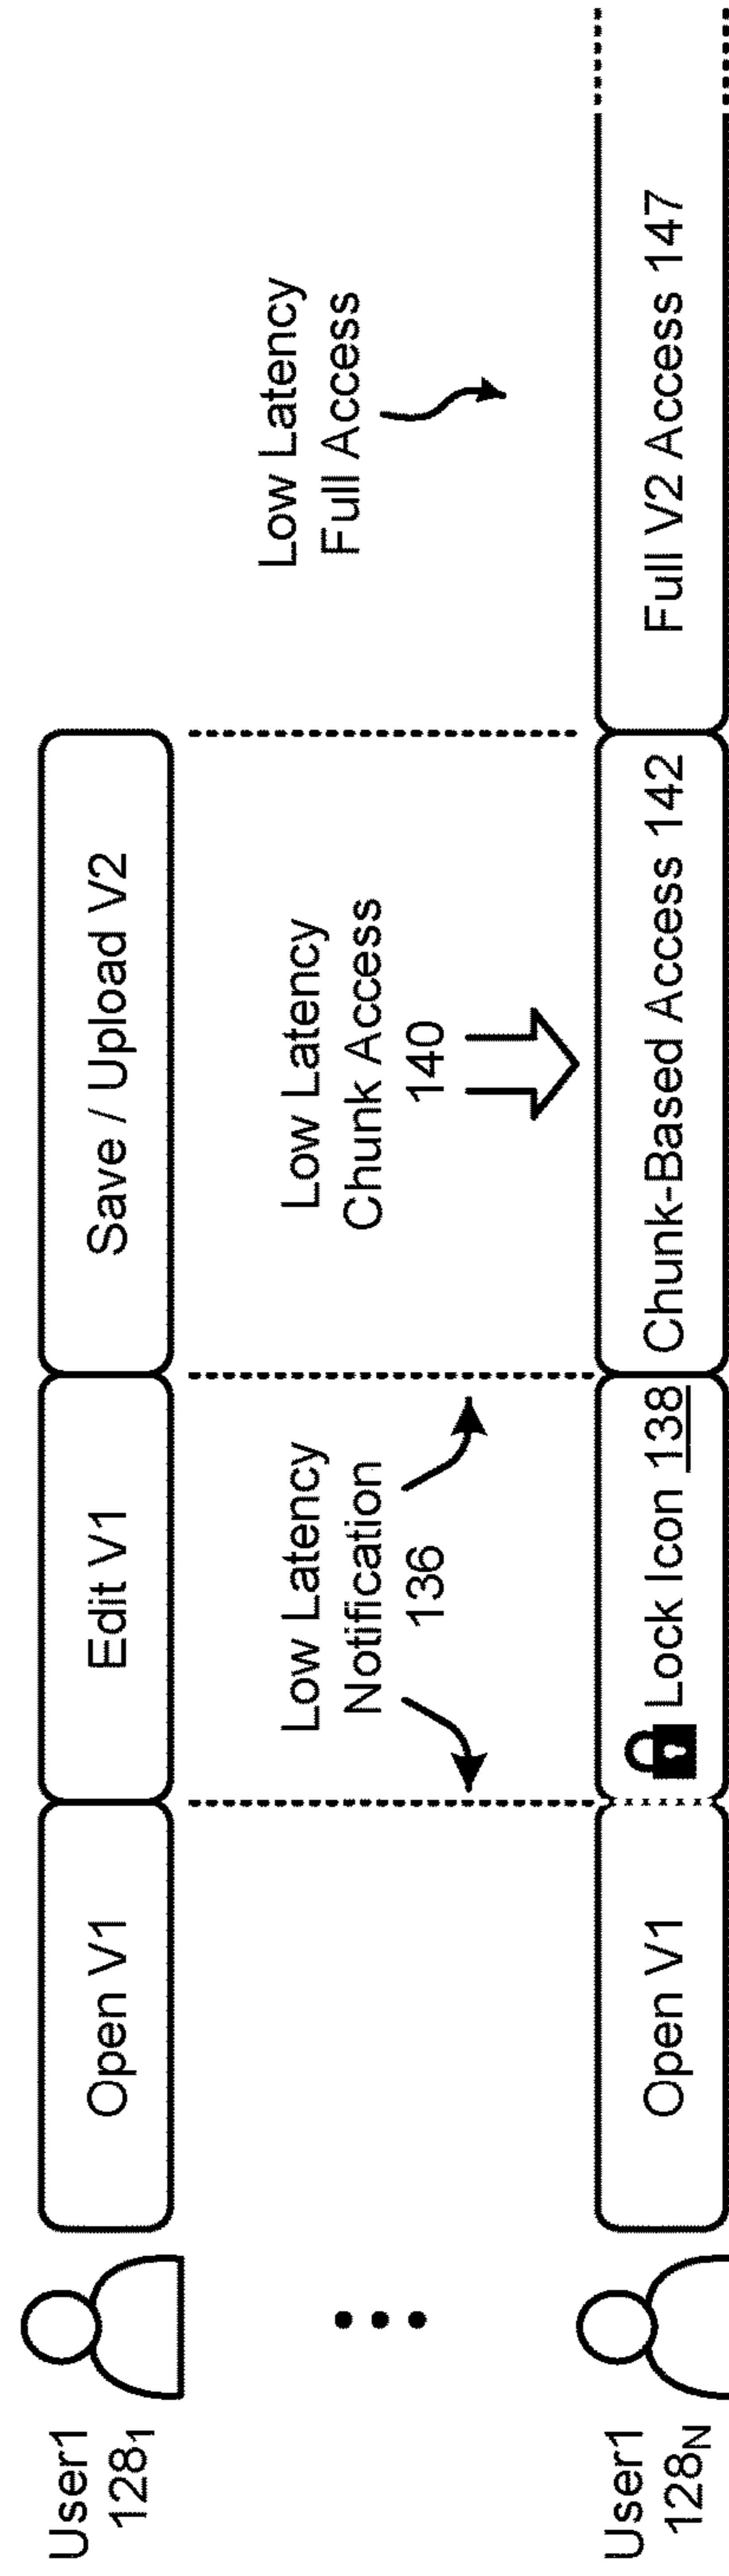 User1
128₁
Open V1
Edit V1
Save / Upload V2
Low Latency
Notification
136
Low Latency
Chunk Access
140
Low Latency
Full Access
User1
128N
Open V1
Lock Icon 138
Chunk-Based Access 142
Full V2 Access 147